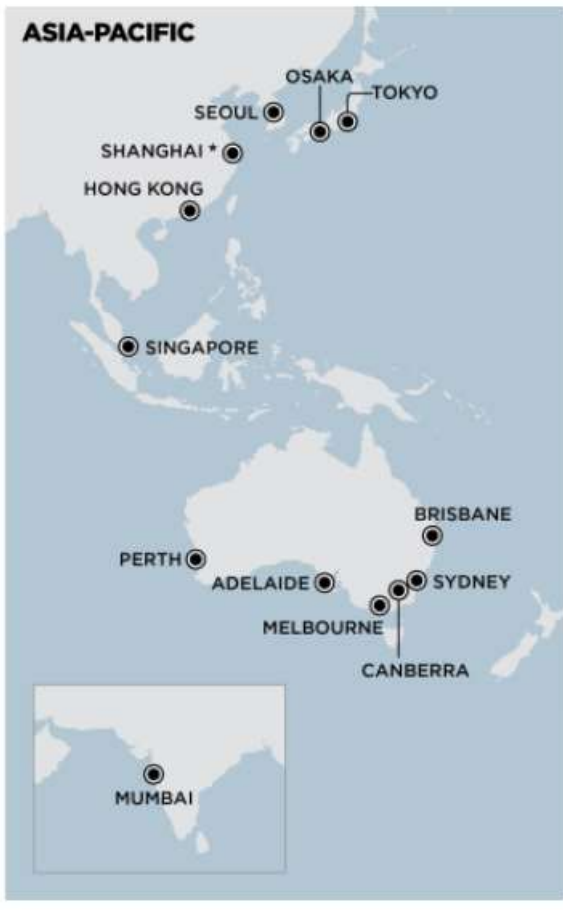 ASIA-PACIFIC
OSAKA
TOKYO
SEOUL
SHANGHAI *
HONG KONG
SINGAPORE
BRISBANE
PERTH
ADELAIDE
SYDNEY
MELBOURNE
CANBERRA
MUMBAI